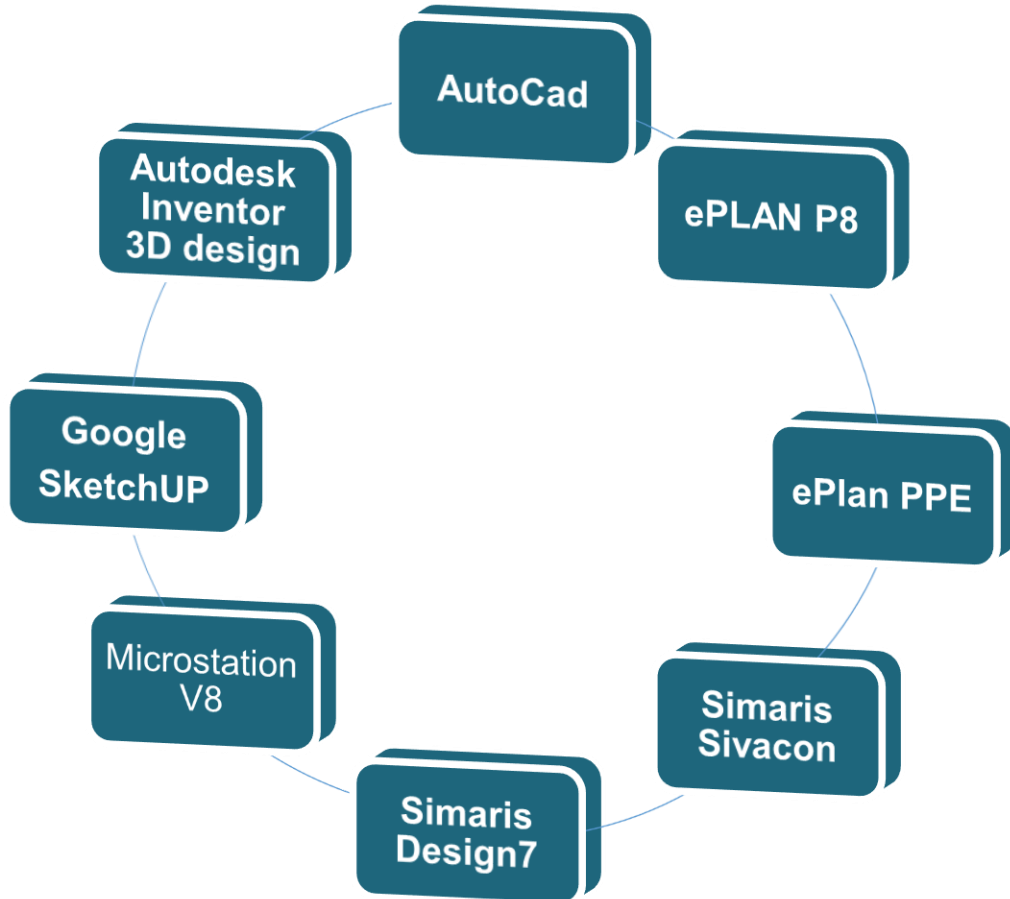 AutoCad
ePLAN P8
ePlan PPE
Simaris
Sivacon
Simaris
Design7
Microstation
V8
Google
SketchUP
Autodesk
Inventor
3D design